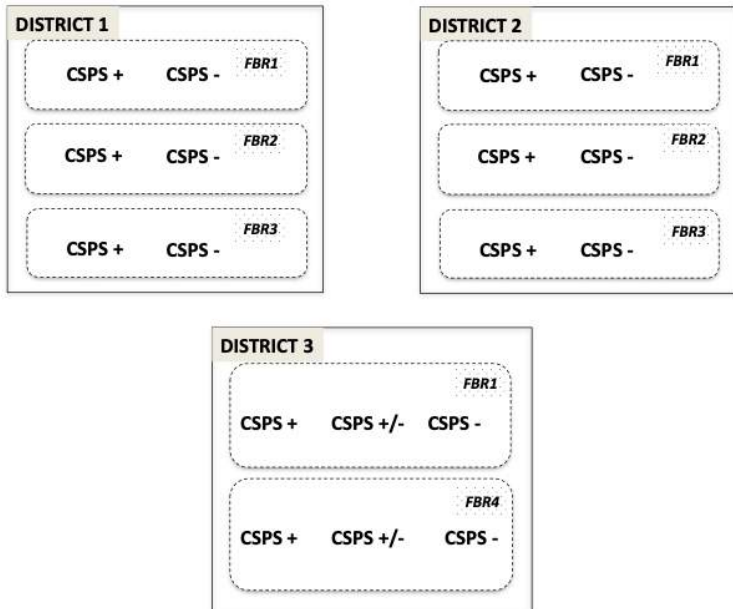 DISTRICT 1
FBR1
CSPS + CSPS -
FBR2
CSPS + CSPS -
FBR3
CSPS + CSPS -
DISTRICT 2
FBR1
CSPS + CSPS -
FBR2
CSPS + CSPS -
FBR3
CSPS + CSPS -
DISTRICT 3
FBR1
CSPS + CSPS +/- CSPS -
FBR4
CSPS + CSPS +/- CSPS -